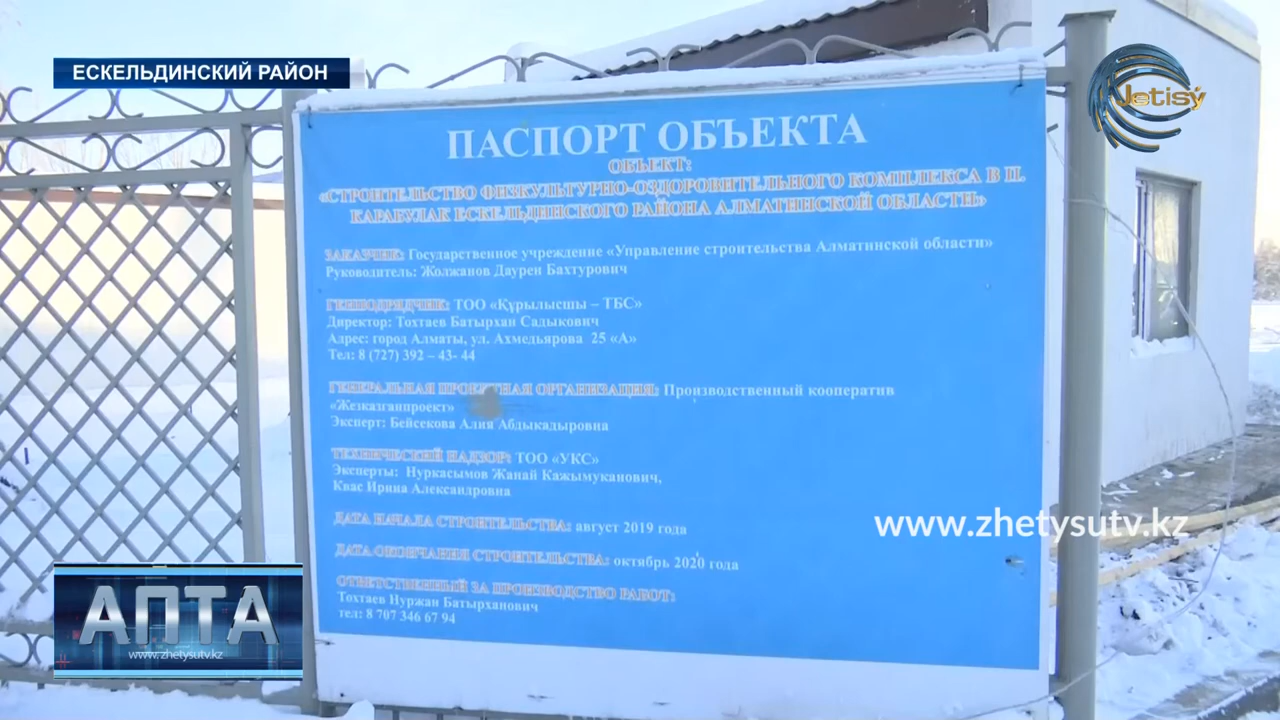 ЕСКЕЛЬДИНСКИЙ РАЙОН
Jetisý
ПАСПОРТ ОБЪЕКТА
ОБЪЕКТ:
«СТРОИТЕЛЬСТВО ФИЗКУЛЬТУРНО-ОЗДОРОВИТЕЛЬНОГО КОМПЛЕКСА В П.
КАРАБУЛАК ЕСКЕЛЬДИНСКОГО РАЙОНА АЛМАТИНСКОЙ ОБЛАСТИ»
ЗАКАЗЧИК: Государственное учреждение «Управление строительства Алматинской области»
Руководитель: Жолжанов Даурен Бахтурович
ГЕНПОДРЯДЧИК: ТОО «Құрылысшы – ТБС»
Директор: Тохтаев Батырхан Садыкович
Адрес: город Алматы, ул. Ахмедьярова 25 «А»
Тел: 8 (727) 392 – 43- 44
ГЕНЕРАЛЬНАЯ ПРОЕКТНАЯ ОРГАНИЗАЦИЯ: Производственный кооператив
«Жезказганпроект»
Эксперт: Бейсекова Алия Абдыкадыровна
ТЕХНИЧЕСКИЙ НАДЗОР: ТОО «УКС»
Эксперты: Нуркасымов Жанай Кажымуканович,
Квас Ирина Александровна
ДАТА НАЧАЛА СТРОИТЕЛЬСТВА: август 2019 года
ДАТА ОКОНЧАНИЯ СТРОИТЕЛЬСТВА: октябрь 2020 года
ОТВЕТСТВЕННЫЙ ЗА ПРОИЗВОДСТВО РАБОТ:
Тохтаев Нуржан Батырханович
тел: 8 707 346 67 94
www.zhetysutv.kz
АПТА
www.zhetysutv.kz